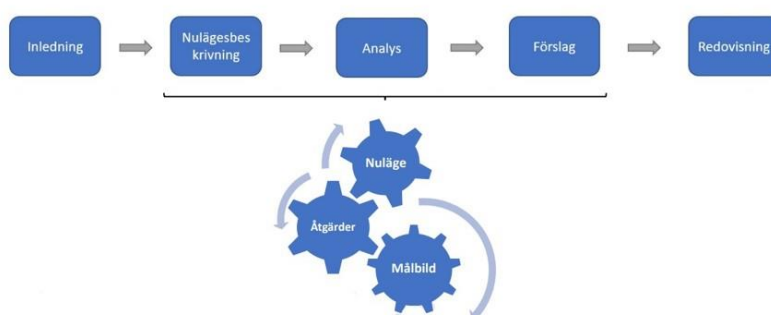 Inledning
Nulägesbes
krivning
Analys
Förslag
Redovisning
Nuläge
Åtgärder
Målbild